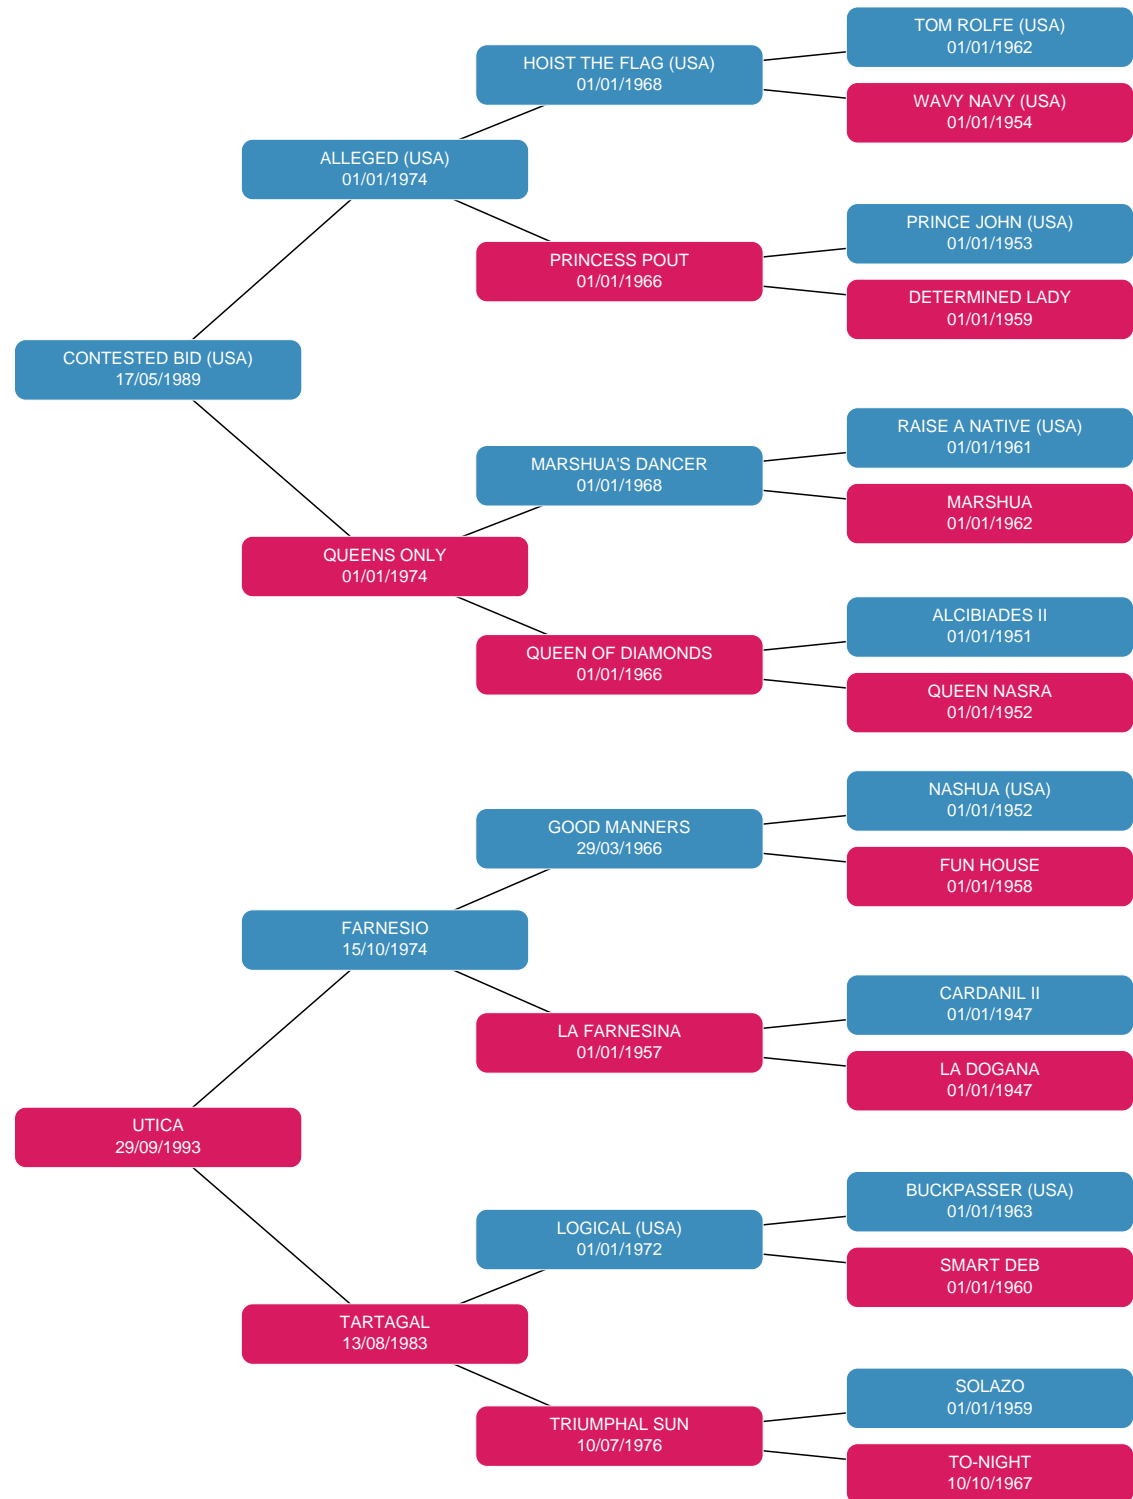 TOM ROLFE (USA)
01/01/1962
HOIST THE FLAG (USA)
01/01/1968
WAVY NAVY (USA)
01/01/1954
ALLEGED (USA)
01/01/1974
PRINCE JOHN (USA)
01/01/1953
PRINCESS POUT
01/01/1966
DETERMINED LADY
01/01/1959
CONTESTED BID (USA)
17/05/1989
RAISE A NATIVE (USA)
01/01/1961
MARSHUA'S DANCER
01/01/1968
MARSHUA
01/01/1962
QUEENS ONLY
01/01/1974
ALCIBIADES II
01/01/1951
QUEEN OF DIAMONDS
01/01/1966
QUEEN NASRA
01/01/1952
NASHUA (USA)
01/01/1952
GOOD MANNERS
29/03/1966
FUN HOUSE
01/01/1958
FARNESIO
15/10/1974
CARDANIL II
01/01/1947
LA FARNESINA
01/01/1957
LA DOGANA
01/01/1947
UTICA
29/09/1993
BUCKPASSER (USA)
01/01/1963
LOGICAL (USA)
01/01/1972
SMART DEB
01/01/1960
TARTAGAL
13/08/1983
SOLAZO
01/01/1959
TRIUMPHAL SUN
10/07/1976
TO-NIGHT
10/10/1967